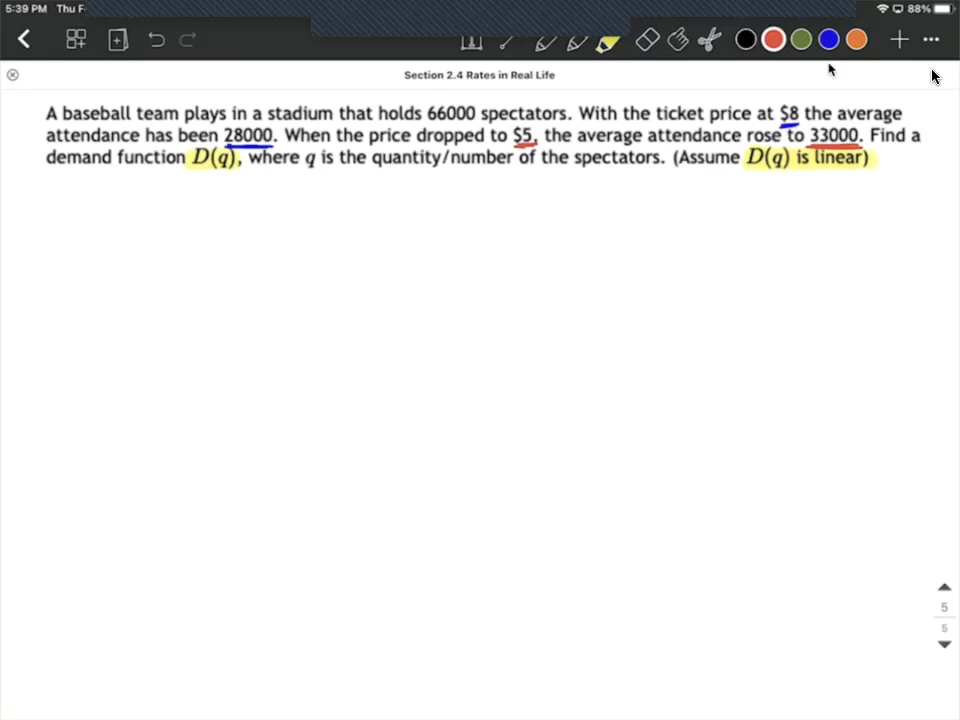 5:39 PM Thu F
88%
Section 2.4 Rates in Real Life
A baseball team plays in a stadium that holds 66000 spectators. With the ticket price at $8 the average
attendance has been 28000. When the price dropped to $5, the average attendance rose to 33000. Find a
demand function D(q), where q is the quantity/number of the spectators. (Assume D(q) is linear)
5
5